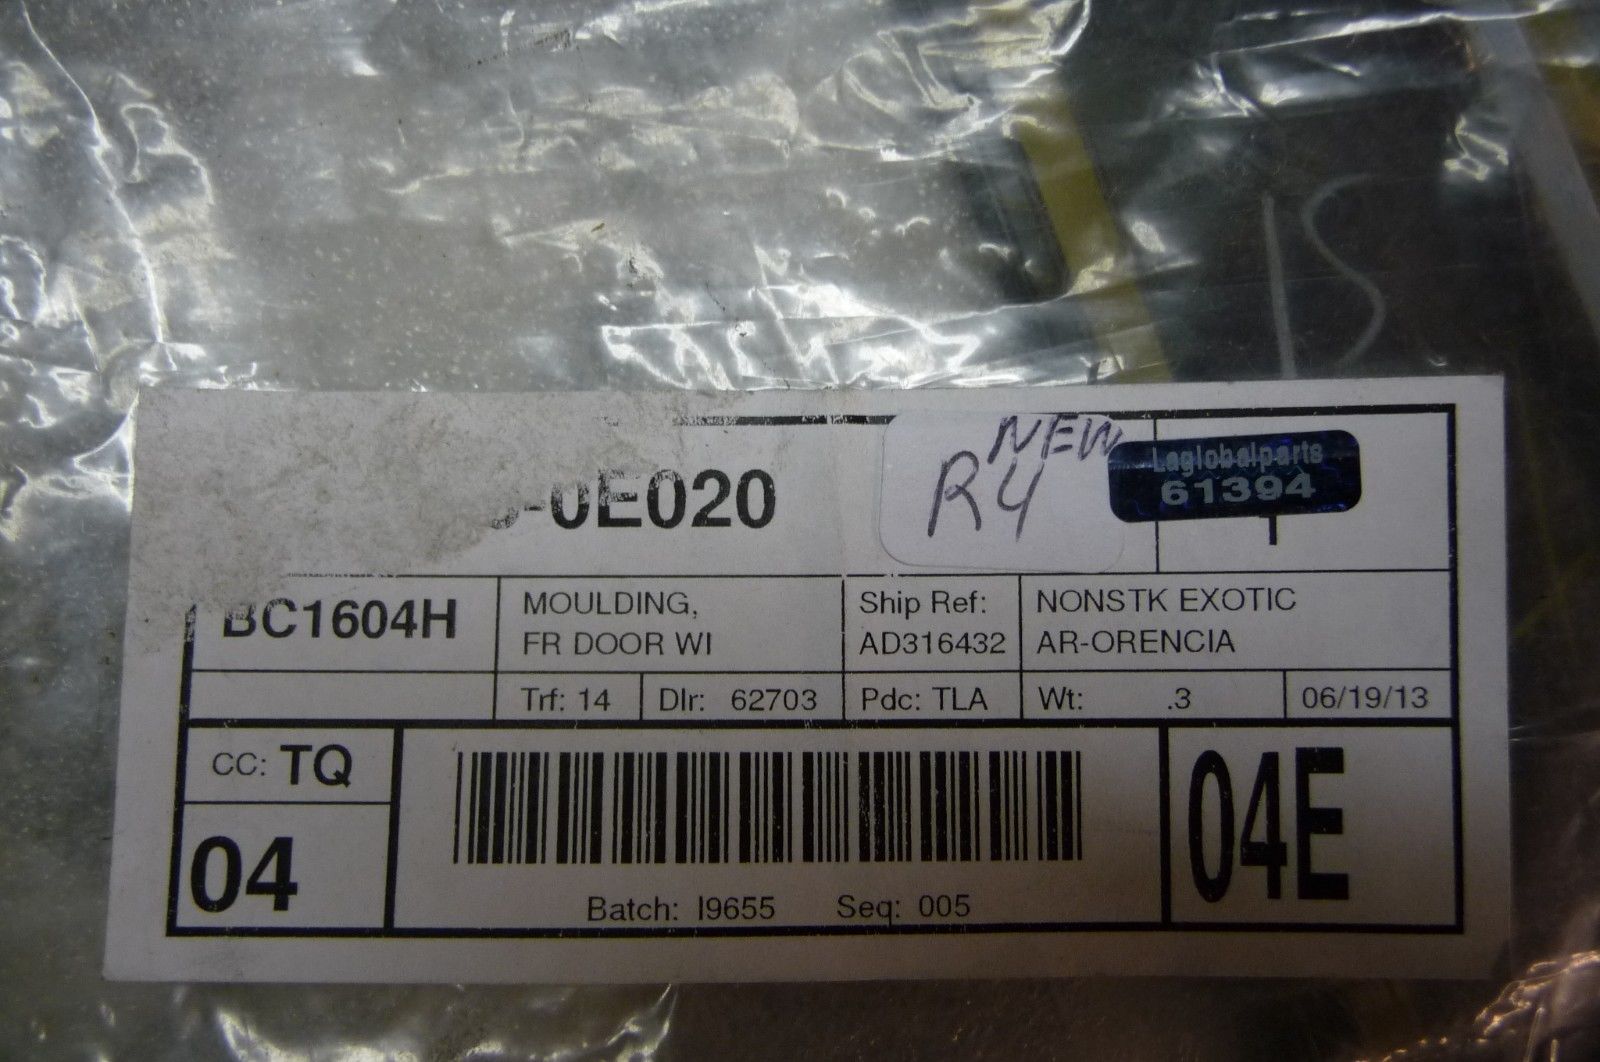 -0E020
NEW
R4
Laglobalparts
61394
BC1604H
MOULDING,
FR DOOR WI
Ship Ref:
AD316432
NONSTK EXOTIC
AR-ORENCIA
Trf: 14
Dlr: 62703
Pdc: TLA
Wt: .3
06/19/13
CC: TQ
04
Batch: I9655 Seq: 005
04E